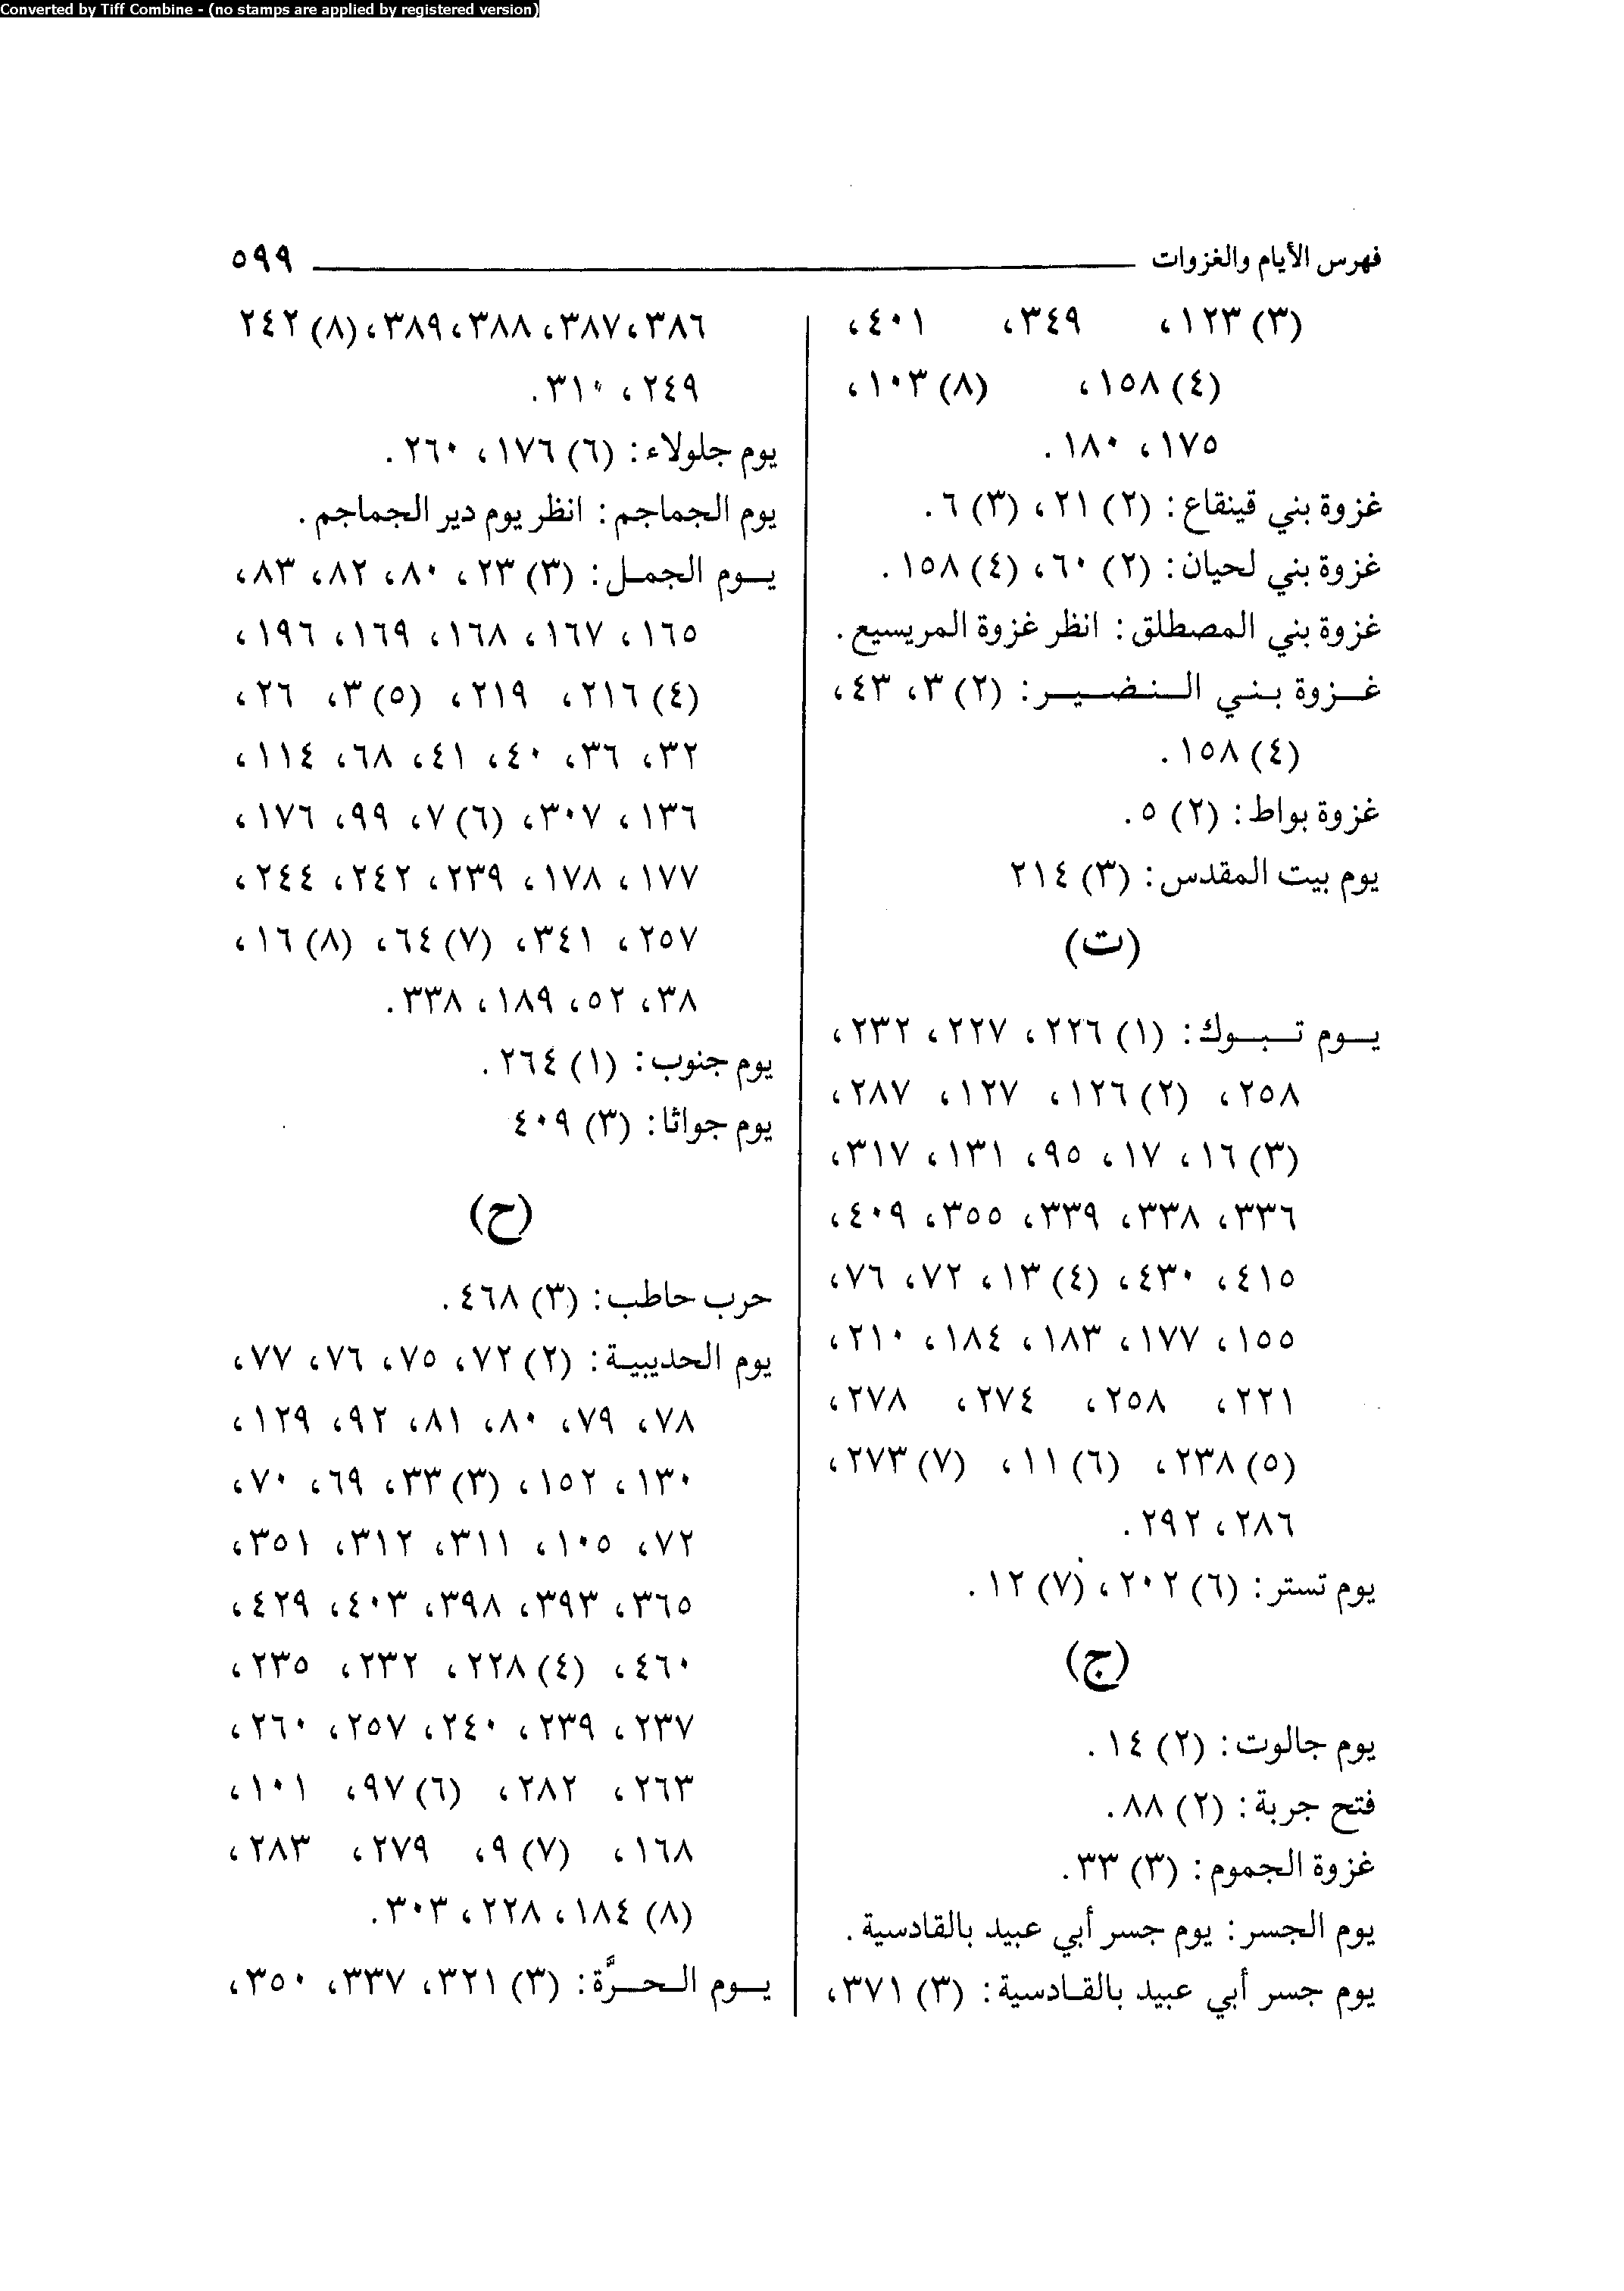 Converted by Tiff Combine - (no stamps are applied by registered version)
فهرس الأيام والغزوات ٥٩٩
(٣) ١٢٣، ٣٤٩، ٤٠١،
(٤) ١٥٨، (٨) ١٠٣،
١٧٥، ١٨٠.
غزوة بني قينقاع: (٢) ٢١، (٣) ٦.
غزوة بني لحيان: (٢) ٦٠، (٤) ١٥٨.
غزوة بني المصطلق: انظر غزوة المريسيع.
غزوة بني النضير: (٢) ٣، ٤٣،
(٤) ١٥٨.
غزوة بواط: (٢) ٥.
يوم بيت المقدس: (٣) ٢١٤
(ت)
يوم تبوك: (١) ٢٢٦، ٢٢٧، ٢٣٢،
٢٥٨، (٢) ١٢٦، ١٢٧، ٢٨٧،
(٣) ١٦، ١٧، ٩٥، ١٣١، ٣١٧،
٣٣٦، ٣٣٨، ٣٣٩، ٣٥٥، ٤٠٩،
٤١٥، ٤٣٠، (٤) ١٣، ٧٢، ٧٦،
١٥٥، ١٧٧، ١٨٣، ١٨٤، ٢١٠،
٢٢١، ٢٥٨، ٢٧٤، ٢٧٨،
(٥) ٢٣٨، (٦) ١١، (٧) ٢٧٣،
٢٨٦، ٢٩٢.
يوم تستر: (٦) ٢٠٢، (٧) ١٢.
(ج)
يوم جالوت: (٢) ١٤.
فتح جربة: (٢) ٨٨.
غزوة الجموم: (٣) ٣٣.
يوم الجسر: يوم جسر أبي عبيد بالقادسية.
يوم جسر أبي عبيد بالقادسية: (٣) ٣٧١،
٣٨٦، ٣٨٧، ٣٨٨، ٣٨٩، (٨) ٢٤٢
٢٤٩، ٣١٠.
يوم جلولاء: (٦) ١٧٦، ٢٦٠.
يوم الجماجم: انظر يوم دير الجماجم.
يوم الجمل: (٣) ٢٣، ٨٠، ٨٢، ٨٣،
١٦٥، ١٦٧، ١٦٨، ١٦٩، ١٩٦،
(٤) ٢١٦، ٢١٩، (٥) ٣، ٢٦،
٣٢، ٣٦، ٤٠، ٤١، ٦٨، ١١٤،
١٣٦، ٣٠٧، (٦) ٧، ٩٩، ١٧٦،
١٧٧، ١٧٨، ٢٣٩، ٢٤٢، ٢٤٤،
٢٥٧، ٣٤١، (٧) ٦٤، (٨) ١٦،
٣٨، ٥٢، ١٨٩، ٣٣٨.
يوم جنوب: (١) ٢٦٤.
يوم جواثا: (٣) ٤٠٩
(ح)
حرب حاطب: (٣) ٤٦٨.
يوم الحديبية: (٢) ٧٢، ٧٥، ٧٦، ٧٧،
٧٨، ٧٩، ٨٠، ٨١، ٩٢، ١٢٩،
١٣٠، ١٥٢، (٣) ٣٣، ٦٩، ٧٠،
٧٢، ١٠٥، ٣١١، ٣١٢، ٣٥١،
٣٦٥، ٣٩٣، ٣٩٨، ٤٠٣، ٤٢٩،
٤٦٠، (٤) ٢٢٨، ٢٣٢، ٢٣٥،
٢٣٧، ٢٣٩، ٢٤٠، ٢٥٧، ٢٦٠،
٢٦٣، ٢٨٢، (٦) ٩٧، ١٠١،
١٦٨، (٧) ٩، ٢٧٩، ٢٨٣،
(٨) ١٨٤، ٢٢٨، ٣٠٣.
يوم الحرَّة: (٣) ٣٢١، ٣٣٧، ٣٥٠،